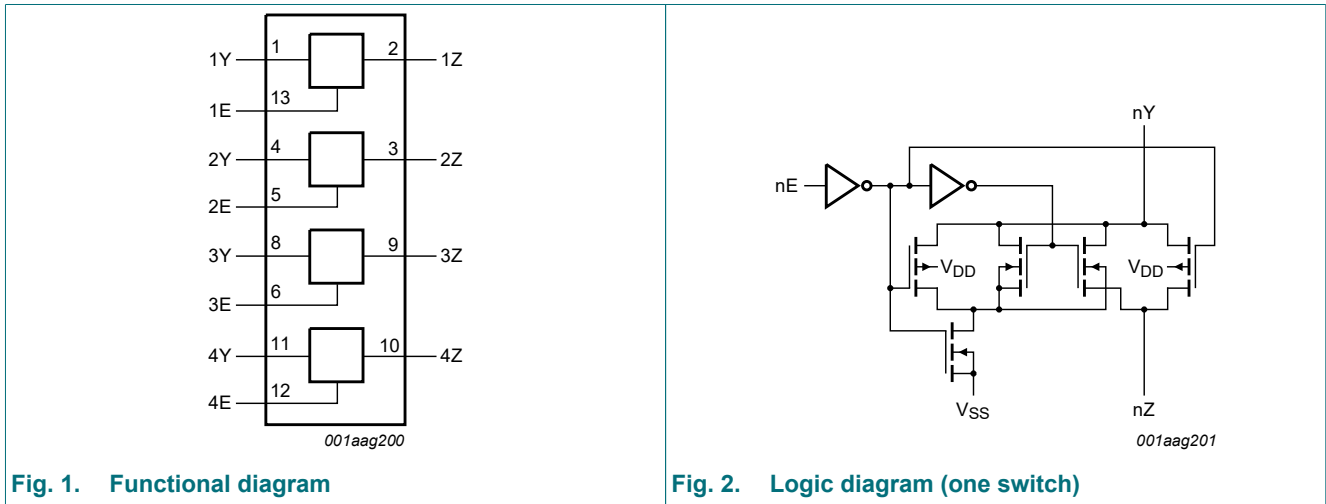 1Y 1 2 1Z
1E 13
2Y 4 3 2Z
2E 5
3Y 8 9 3Z
3E 6
4Y 11 10 4Z
4E 12
001aag200
Fig. 1. Functional diagram
nY
nE
VDD VDD
VSS nZ
001aag201
Fig. 2. Logic diagram (one switch)